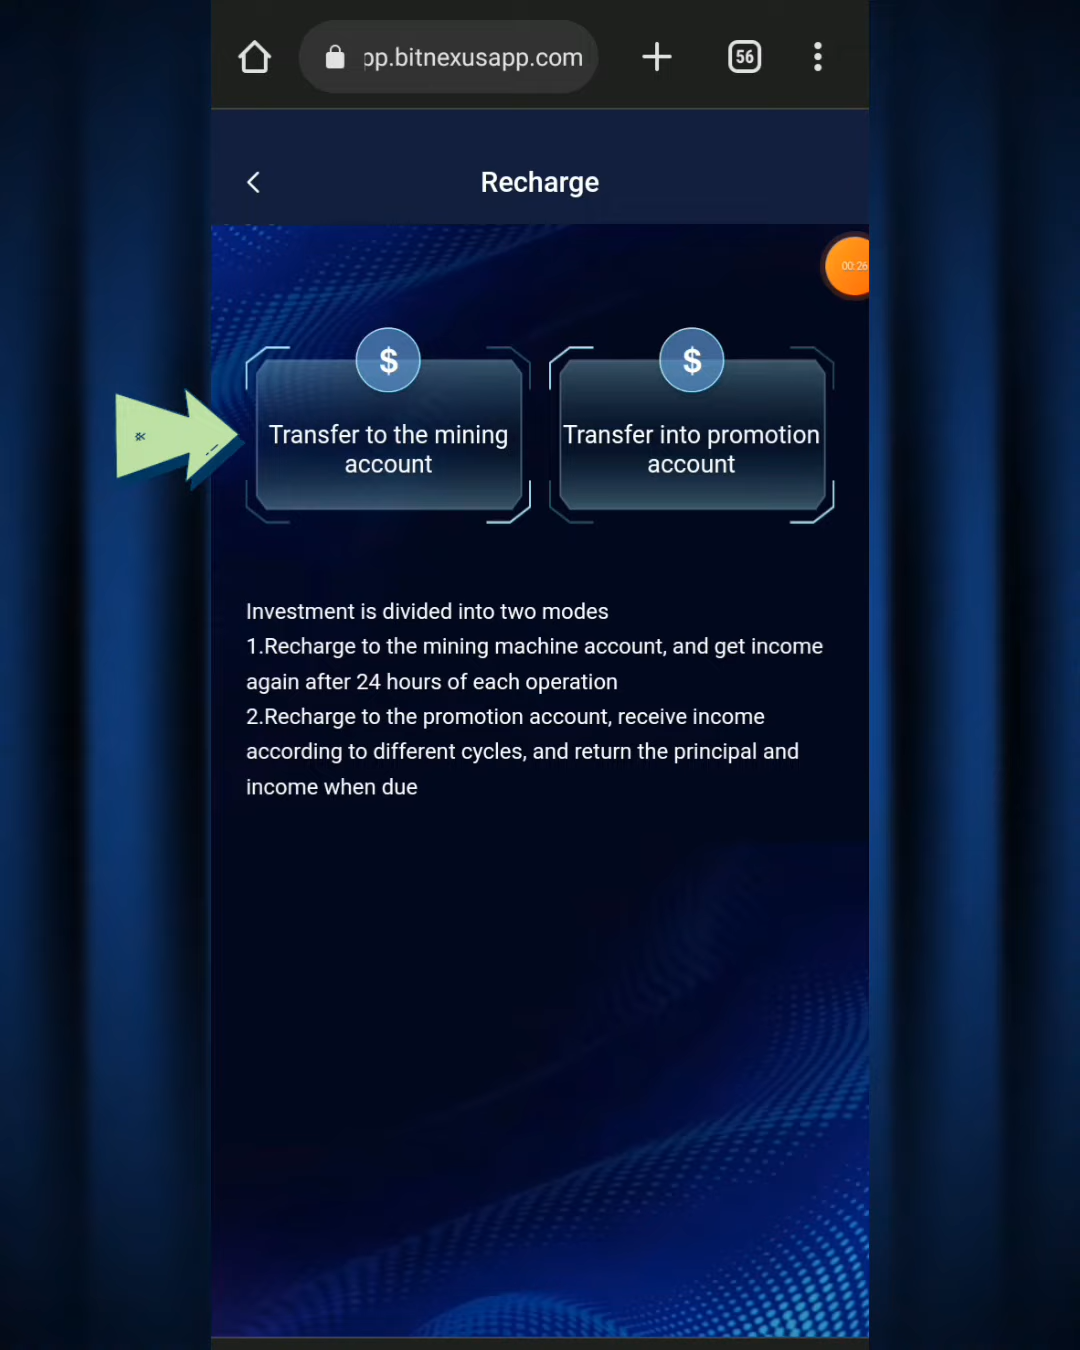 pp.bitnexusapp.com
56
Recharge
00:26
$
$
Transfer to the mining
account
Transfer into promotion
account
Investment is divided into two modes
1.Recharge to the mining machine account, and get income
again after 24 hours of each operation
2.Recharge to the promotion account, receive income
according to different cycles, and return the principal and
income when due